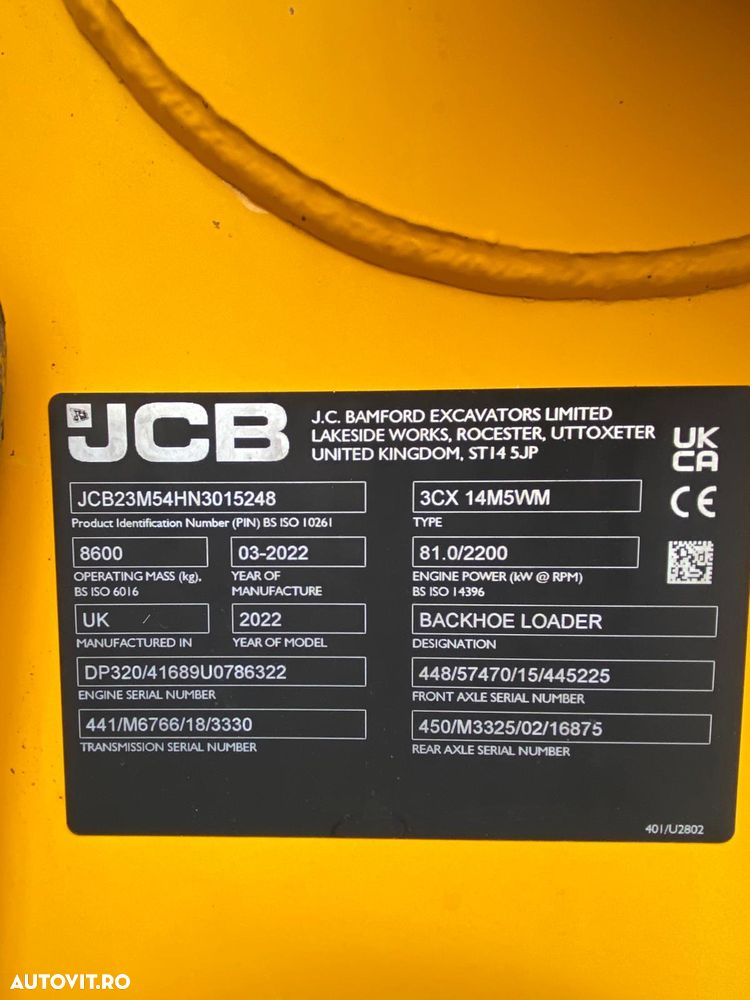 JCB
J.C. BAMFORD EXCAVATORS LIMITED
LAKESIDE WORKS, ROCESTER, UTTOXETER
UNITED KINGDOM, ST14 5JP
UK
CA
CE
JCB23M54HN3015248
Product Identification Number (PIN) BS ISO 10261
3CX 14M5WM
TYPE
8600
OPERATING MASS (kg),
BS ISO 6016
03-2022
YEAR OF
MANUFACTURE
81.0/2200
ENGINE POWER (kW @ RPM)
BS ISO 14396
UK
MANUFACTURED IN
2022
YEAR OF MODEL
BACKHOE LOADER
DESIGNATION
DP320/41689U0786322
ENGINE SERIAL NUMBER
448/57470/15/445225
FRONT AXLE SERIAL NUMBER
441/M6766/18/3330
TRANSMISSION SERIAL NUMBER
450/M3325/02/16875
REAR AXLE SERIAL NUMBER
401/U2802
AUTOVIT.RO